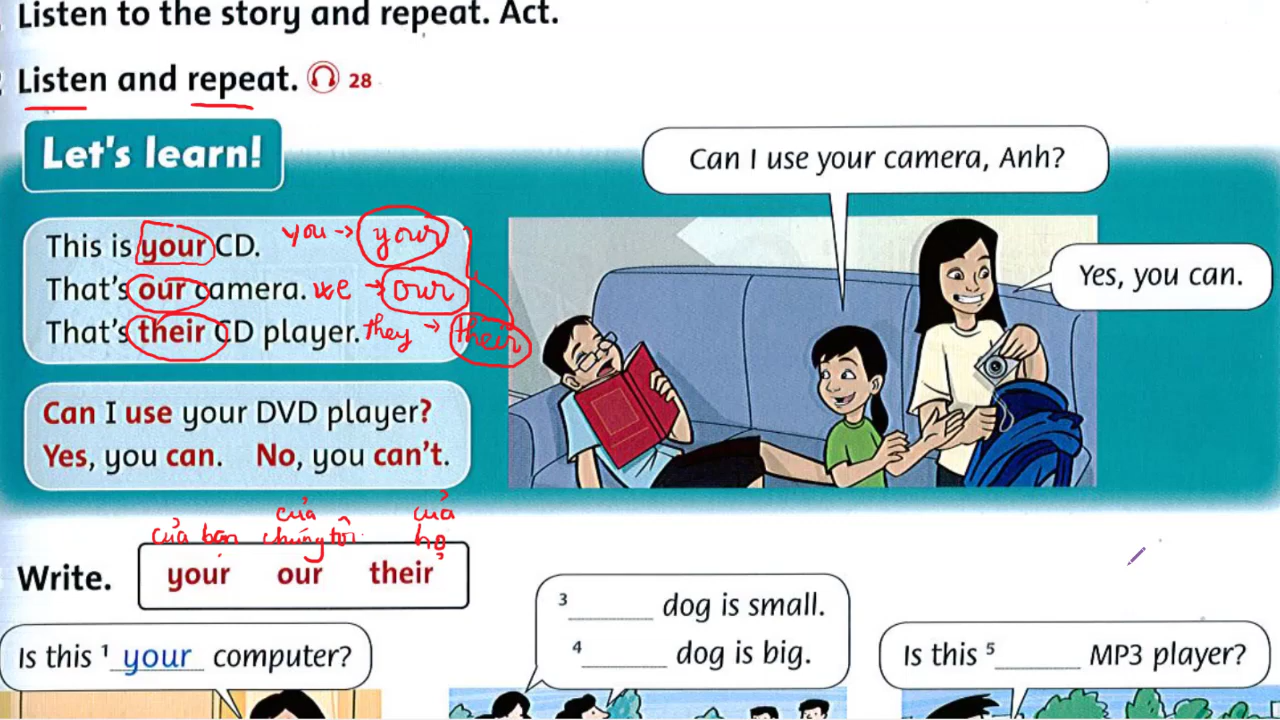 Listen to the story and repeat. Act.
Listen and repeat. 28
Let's learn!
This is your CD. you → your
That's our camera. we → our
That's their CD player. they → their
Can I use your DVD player?
Yes, you can. No, you can't.
Can I use your camera, Anh?
Yes, you can.
của bạn của chúng tôi của họ
Write. your our their
Is this 1 your computer?
3 ______ dog is small.
4 ______ dog is big.
Is this 5 ______ MP3 player?